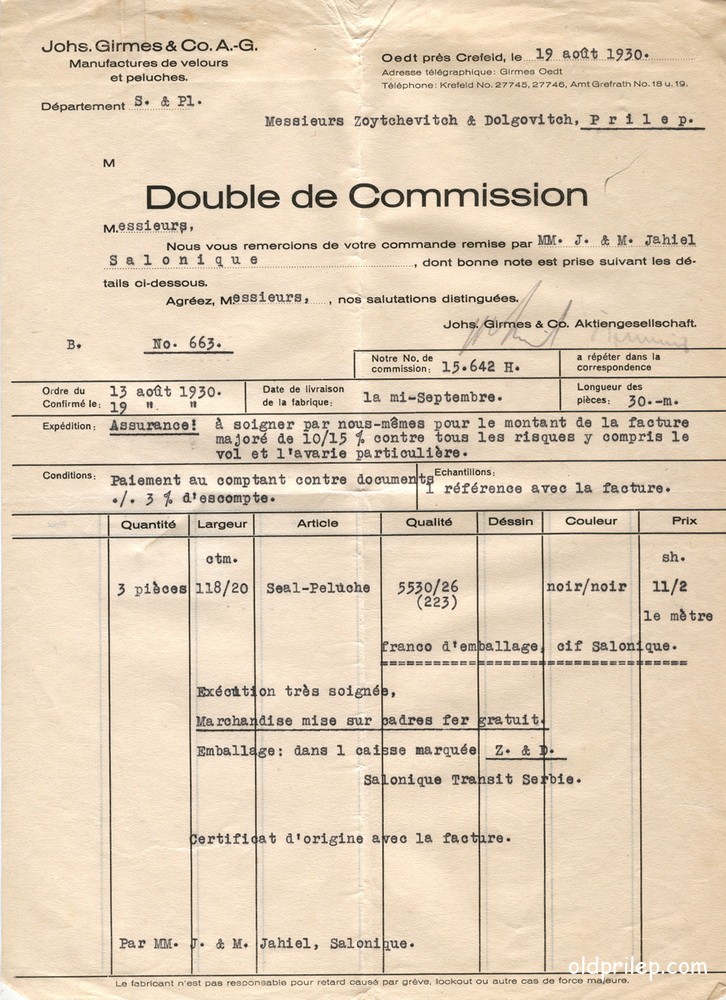 Johs. Girmes & Co. A.-G.
Manufactures de velours
et peluches.
Département S. & Pl.
Oedt près Crefeld, le 19 août 1930.
Adresse télégraphique: Girmes Oedt
Téléphone: Krefeld No. 27745, 27746, Amt Grefrath No. 18 u. 19.
Messieurs Zoytchevitch & Dolgovitch, Prilep.
M
Double de Commission
Messieurs,
Nous vous remercions de votre commande remise par MM. J. & M. Jahiel
Salonique, dont bonne note est prise suivant les dé-
tails ci-dessous.
Agréez, Messieurs, , nos salutations distinguées.
Johs. Girmes & Co. Aktiengesellschaft.
B. No. 663.
Notre No. de commission: 15.642 H.
a répéter dans la correspondence
Ordre du 13 août 1930.
Confirmé le: 19 " "
Date de livraison de la fabrique: la mi-Septembre.
Longueur des pièces: 30.-m.
Expédition: Assurance! à soigner par nous-mêmes pour le montant de la facture
majoré de 10/15 % contre tous les risques y compris le
vol et l'avarie particulière.
Conditions: Paiement au comptant contre documents
./. 3 % d'escompte.
Echantillons:
1 référence avec la facture.
Quantité Largeur Article Qualité Déssin Couleur Prix
ctm. sh.
3 pièces 118/20 Seal-Peluche 5530/26 noir/noir 11/2
(223)
le mètre
franco d'emballage, cif Salonique.
Exécution très soignée,
Marchandise mise sur cadres fer gratuit.
Emballage: dans 1 caisse marquée Z. & D.
Salonique Transit Serbie.
Certificat d'origine avec la facture.
Par MM. J. & M. Jahiel, Salonique.
oldprilep.com
Le fabricant n'est pas responsable pour retard causé par grève, lockout ou autre cas de force majeure.